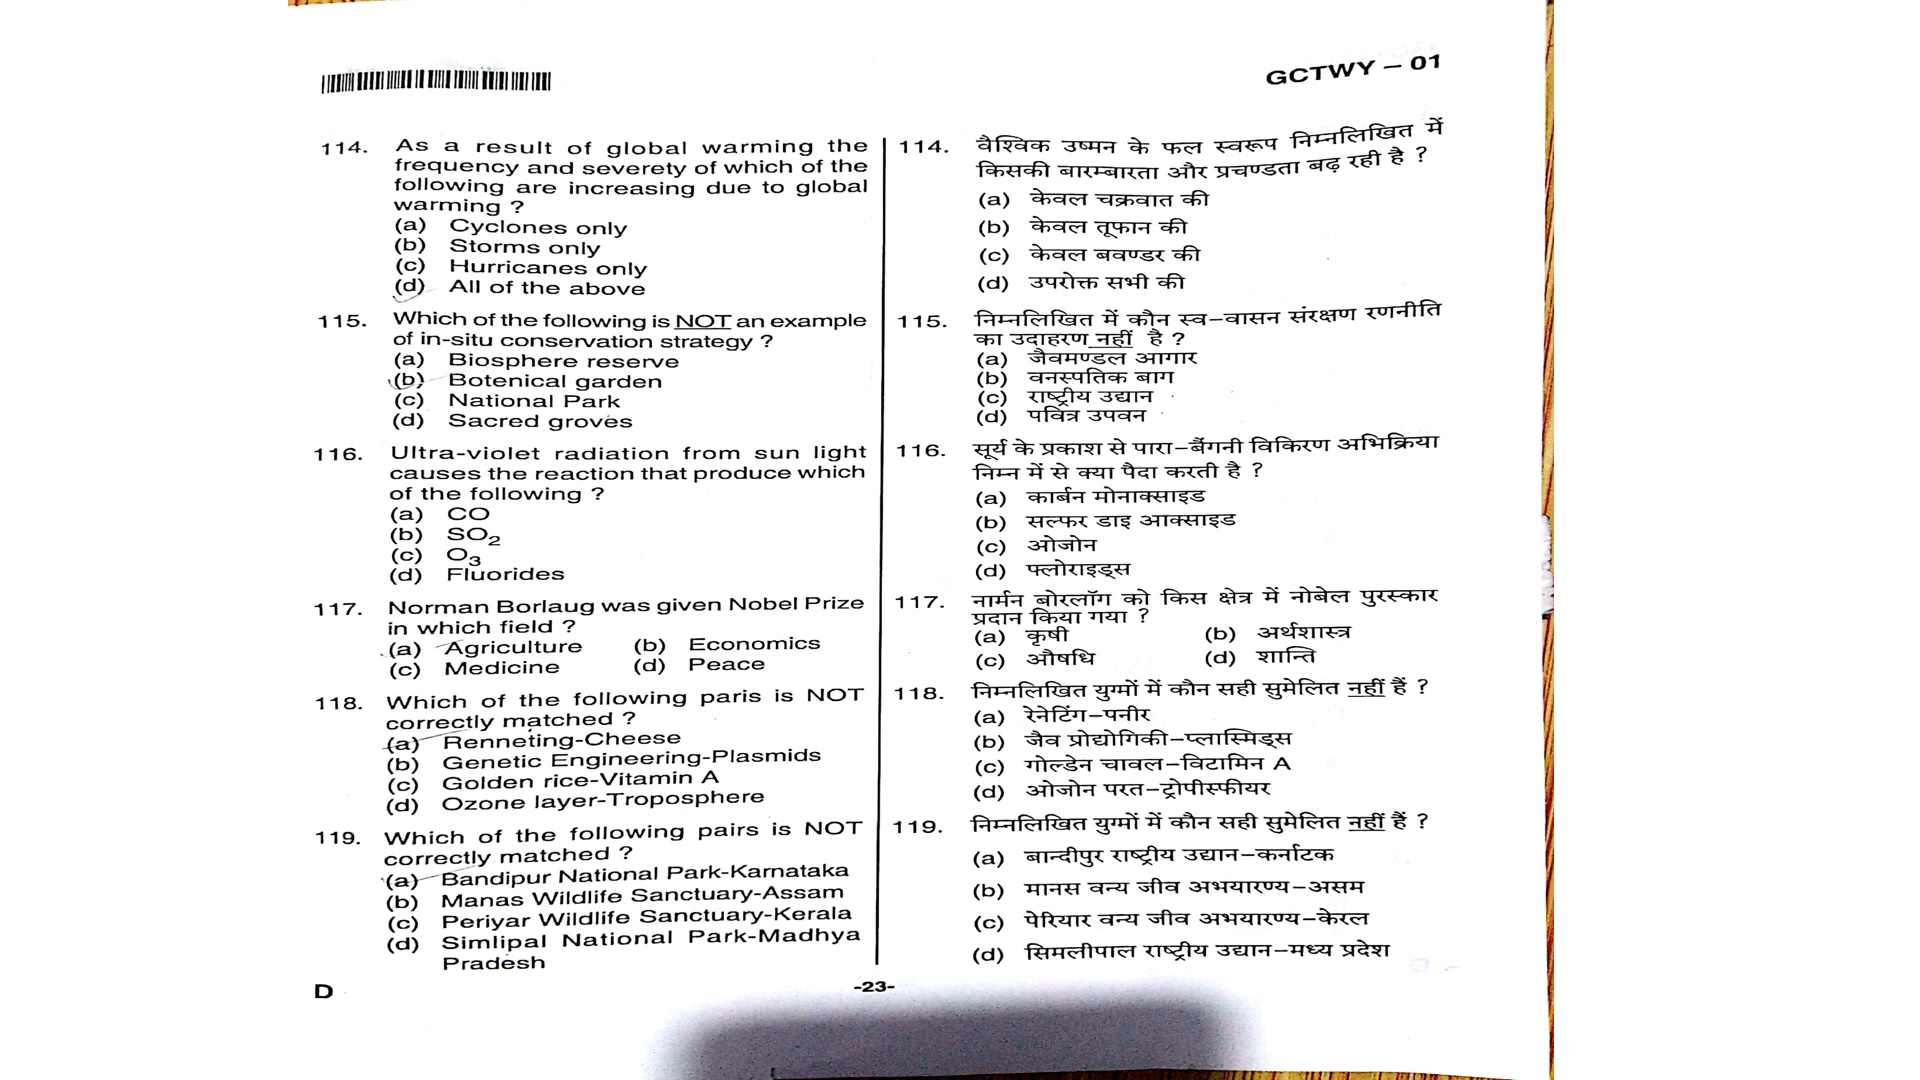 GCTWY – 01
114. As a result of global warming the
frequency and severety of which of the
following are increasing due to global
warming ?
(a) Cyclones only
(b) Storms only
(c) Hurricanes only
(d) All of the above
115. Which of the following is NOT an example
of in-situ conservation strategy ?
(a) Biosphere reserve
(b) Botenical garden
(c) National Park
(d) Sacred groves
116. Ultra-violet radiation from sun light
causes the reaction that produce which
of the following ?
(a) CO
(b) SO₂
(c) O₃
(d) Fluorides
117. Norman Borlaug was given Nobel Prize
in which field ?
(a) Agriculture (b) Economics
(c) Medicine (d) Peace
118. Which of the following paris is NOT
correctly matched ?
(a) Renneting-Cheese
(b) Genetic Engineering-Plasmids
(c) Golden rice-Vitamin A
(d) Ozone layer-Troposphere
119. Which of the following pairs is NOT
correctly matched ?
(a) Bandipur National Park-Karnataka
(b) Manas Wildlife Sanctuary-Assam
(c) Periyar Wildlife Sanctuary-Kerala
(d) Simlipal National Park-Madhya
Pradesh
114. वैश्विक उष्मन के फल स्वरूप निम्नलिखित में
किसकी बारम्बारता और प्रचण्डता बढ़ रही है ?
(a) केवल चक्रवात की
(b) केवल तूफान की
(c) केवल बवण्डर की
(d) उपरोक्त सभी की
115. निम्नलिखित में कौन स्व–वासन संरक्षण रणनीति
का उदाहरण नहीं है ?
(a) जैवमण्डल आगार
(b) वनस्पतिक बाग
(c) राष्ट्रीय उद्यान
(d) पवित्र उपवन
116. सूर्य के प्रकाश से पारा–बैंगनी विकिरण अभिक्रिया
निम्न में से क्या पैदा करती है ?
(a) कार्बन मोनाक्साइड
(b) सल्फर डाइ आक्साइड
(c) ओजोन
(d) फ्लोराइड्स
117. नार्मन बोरलॉग को किस क्षेत्र में नोबेल पुरस्कार
प्रदान किया गया ?
(a) कृषी (b) अर्थशास्त्र
(c) औषधि (d) शान्ति
118. निम्नलिखित युग्मों में कौन सही सुमेलित नहीं हैं ?
(a) रेनेटिंग–पनीर
(b) जैव प्रोद्योगिकी–प्लास्मिड्स
(c) गोल्डेन चावल–विटामिन A
(d) ओजोन परत–ट्रोपीस्फीयर
119. निम्नलिखित युग्मों में कौन सही सुमेलित नहीं हैं ?
(a) बान्दीपुर राष्ट्रीय उद्यान–कर्नाटक
(b) मानस वन्य जीव अभयारण्य–असम
(c) पेरियार वन्य जीव अभयारण्य–केरल
(d) सिमलीपाल राष्ट्रीय उद्यान–मध्य प्रदेश
D -23-